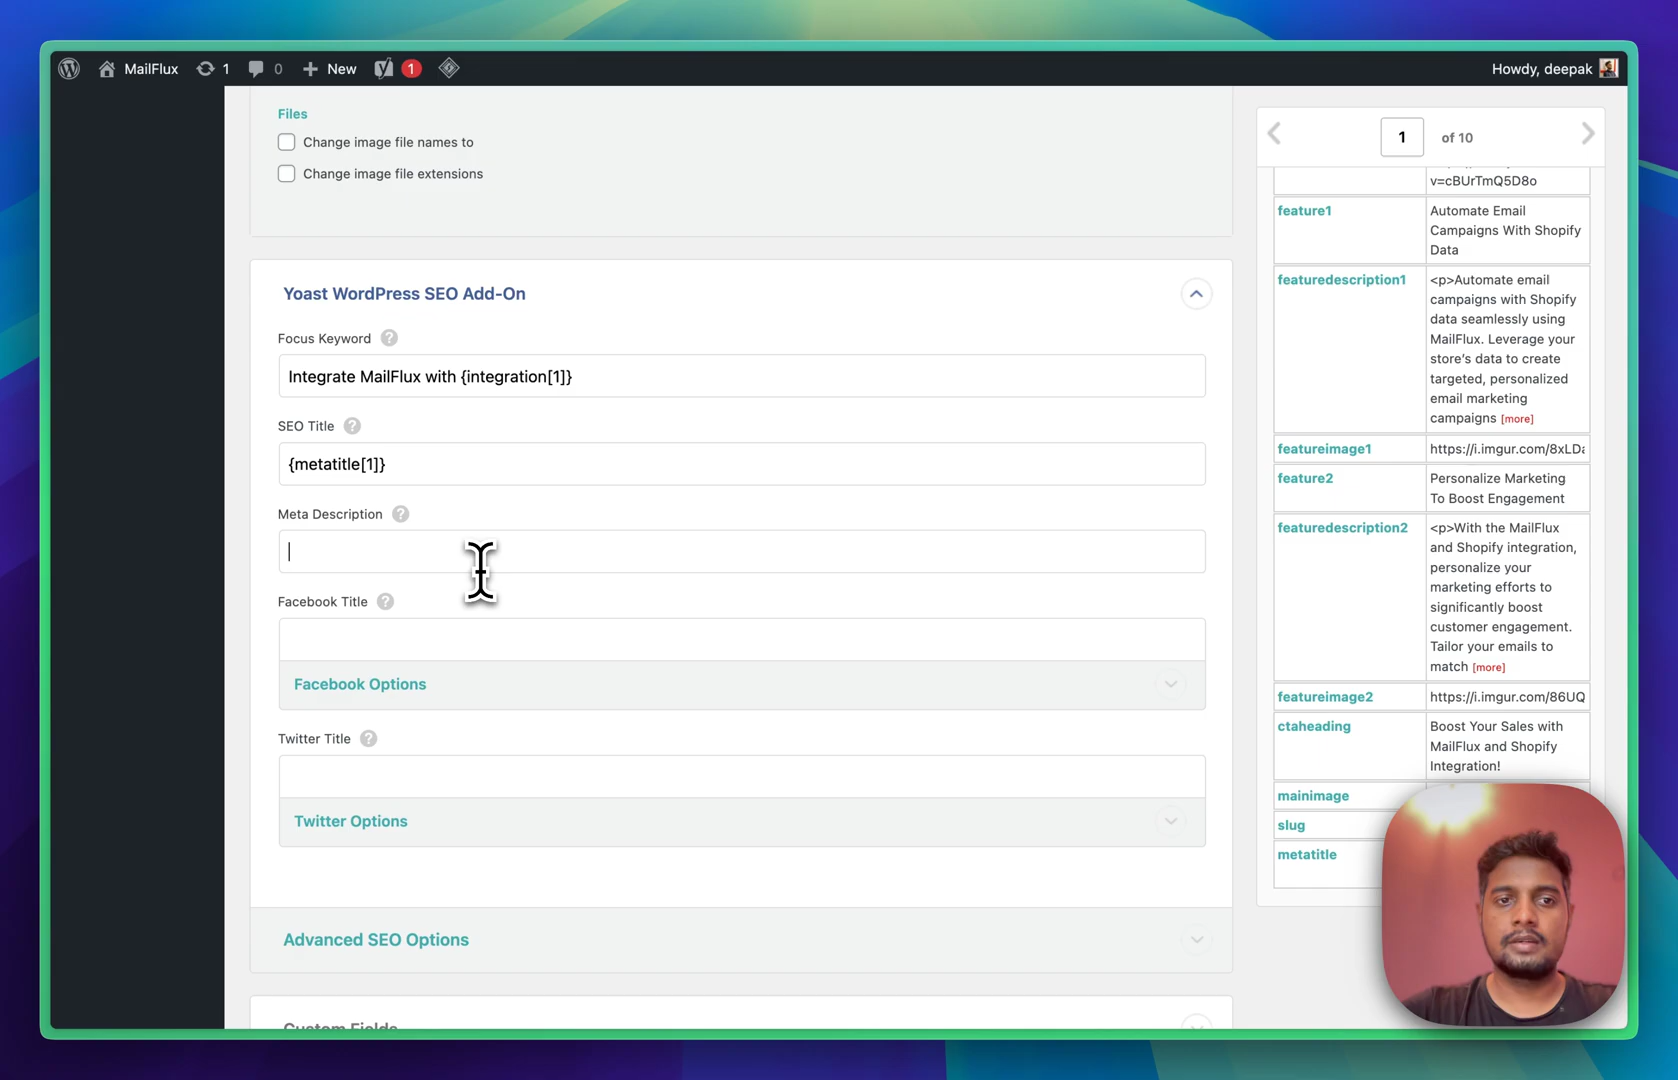 MailFlux
1
0
New
1
Howdy, deepak
Files
Change image file names to
Change image file extensions
Yoast WordPress SEO Add-On
Focus Keyword ?
Integrate MailFlux with {integration[1]}
SEO Title ?
{metatitle[1]}
Meta Description ?
Facebook Title ?
Facebook Options
Twitter Title ?
Twitter Options
Advanced SEO Options
Custom Fields
1 of 10
v=cBUrTmQ5D8o
feature1
Automate Email
Campaigns With Shopify
Data
featuredescription1
<p>Automate email
campaigns with Shopify
data seamlessly using
MailFlux. Leverage your
store's data to create
targeted, personalized
email marketing
campaigns [more]
featureimage1
https://i.imgur.com/8xLDa
feature2
Personalize Marketing
To Boost Engagement
featuredescription2
<p>With the MailFlux
and Shopify integration,
personalize your
marketing efforts to
significantly boost
customer engagement.
Tailor your emails to
match [more]
featureimage2
https://i.imgur.com/86UQ
ctaheading
Boost Your Sales with
MailFlux and Shopify
Integration!
mainimage
slug
metatitle